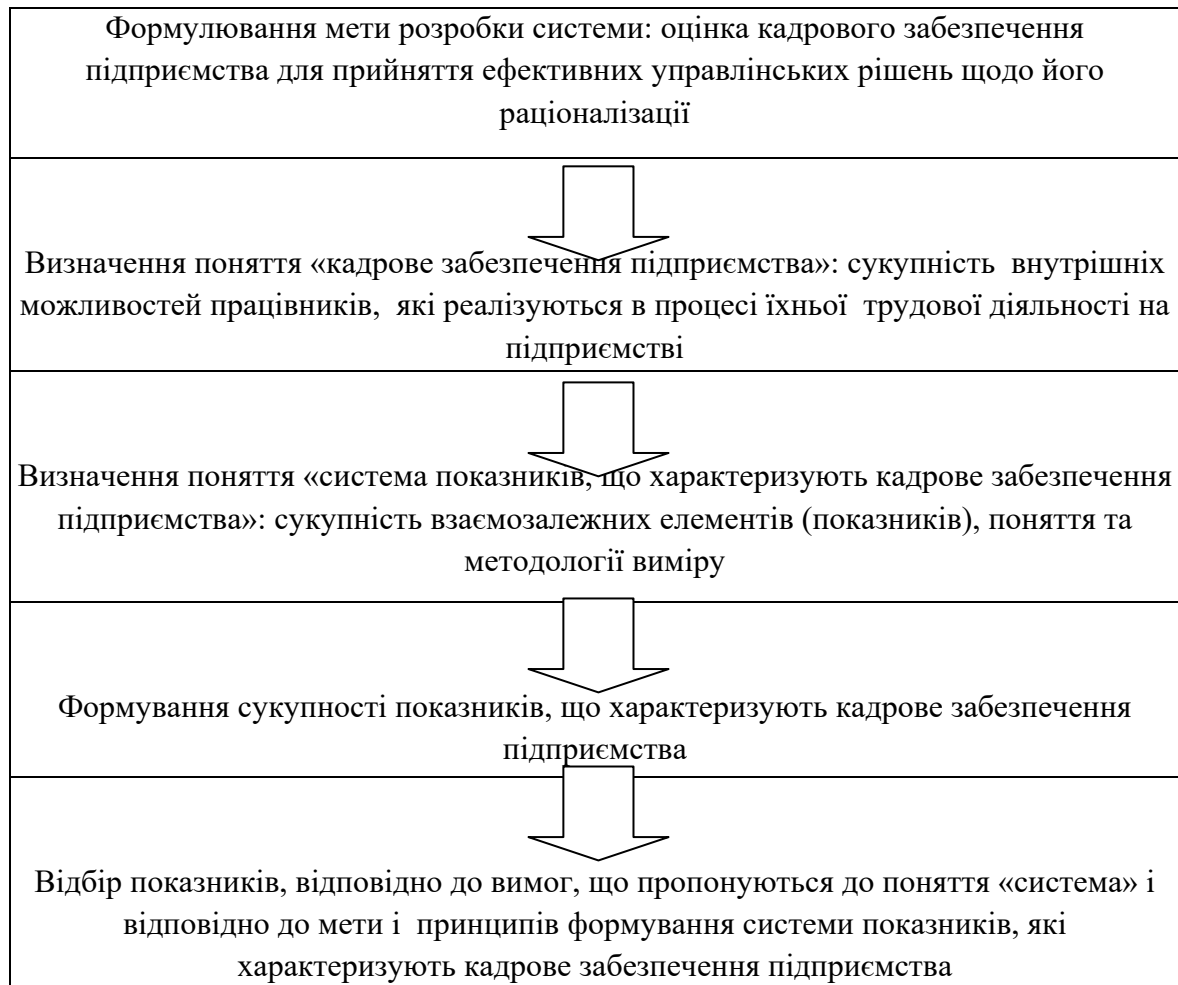 Формулювання мети розробки системи: оцінка кадрового забезпечення
підприємства для прийняття ефективних управлінських рішень щодо його
раціоналізації
Визначення поняття «кадрове забезпечення підприємства»: сукупність внутрішніх
можливостей працівників, які реалізуються в процесі їхньої трудової діяльності на
підприємстві
Визначення поняття «система показників, що характеризують кадрове забезпечення
підприємства»: сукупність взаємозалежних елементів (показників), поняття та
методології виміру
Формування сукупності показників, що характеризують кадрове забезпечення
підприємства
Відбір показників, відповідно до вимог, що пропонуються до поняття «система» і
відповідно до мети і принципів формування системи показників, які
характеризують кадрове забезпечення підприємства